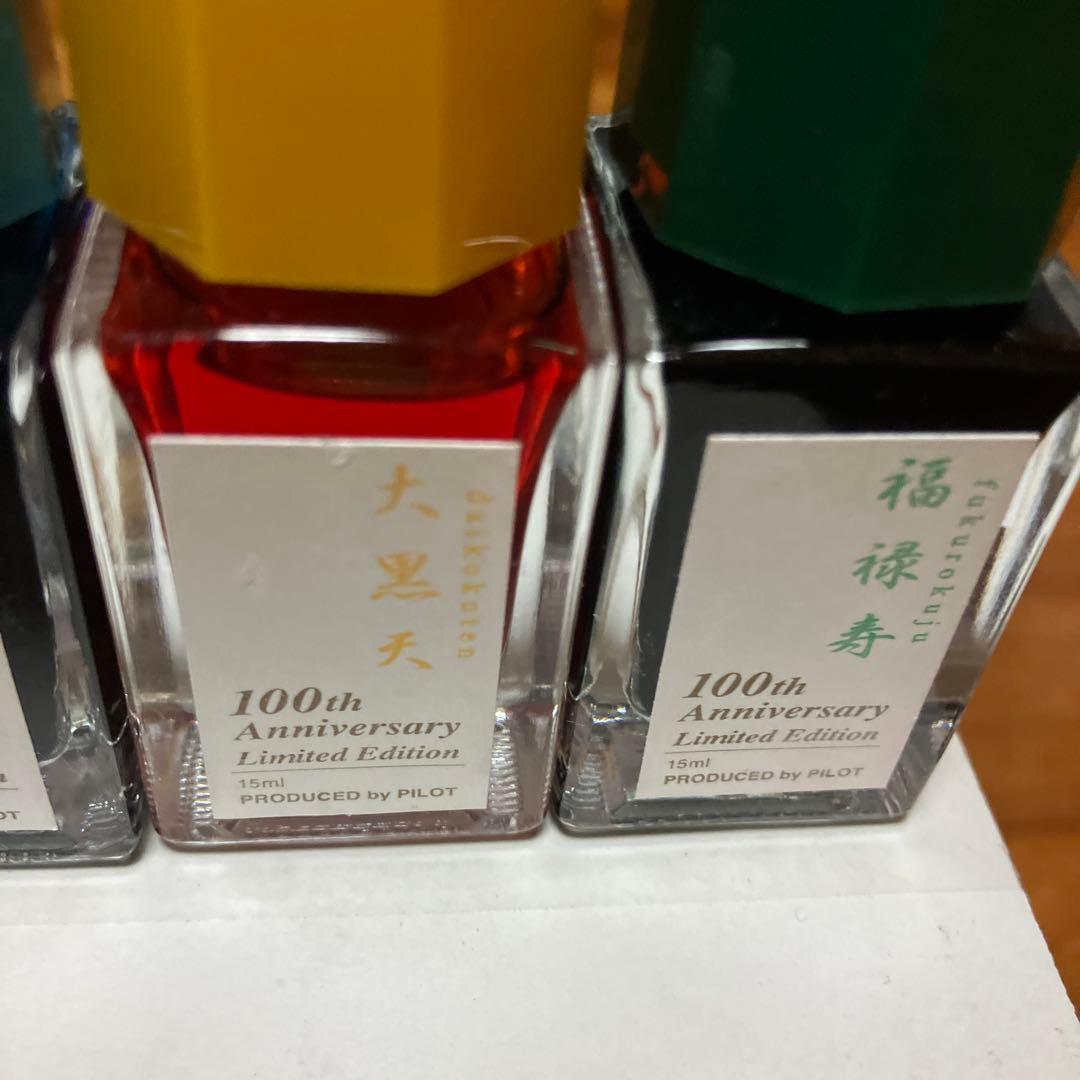 大黒天
daikokuten
100th
Anniversary
Limited Edition
15ml
PRODUCED by PILOT
福禄寿
fukurokuju
100th
Anniversary
Limited Edition
15ml
PRODUCED by PILOT